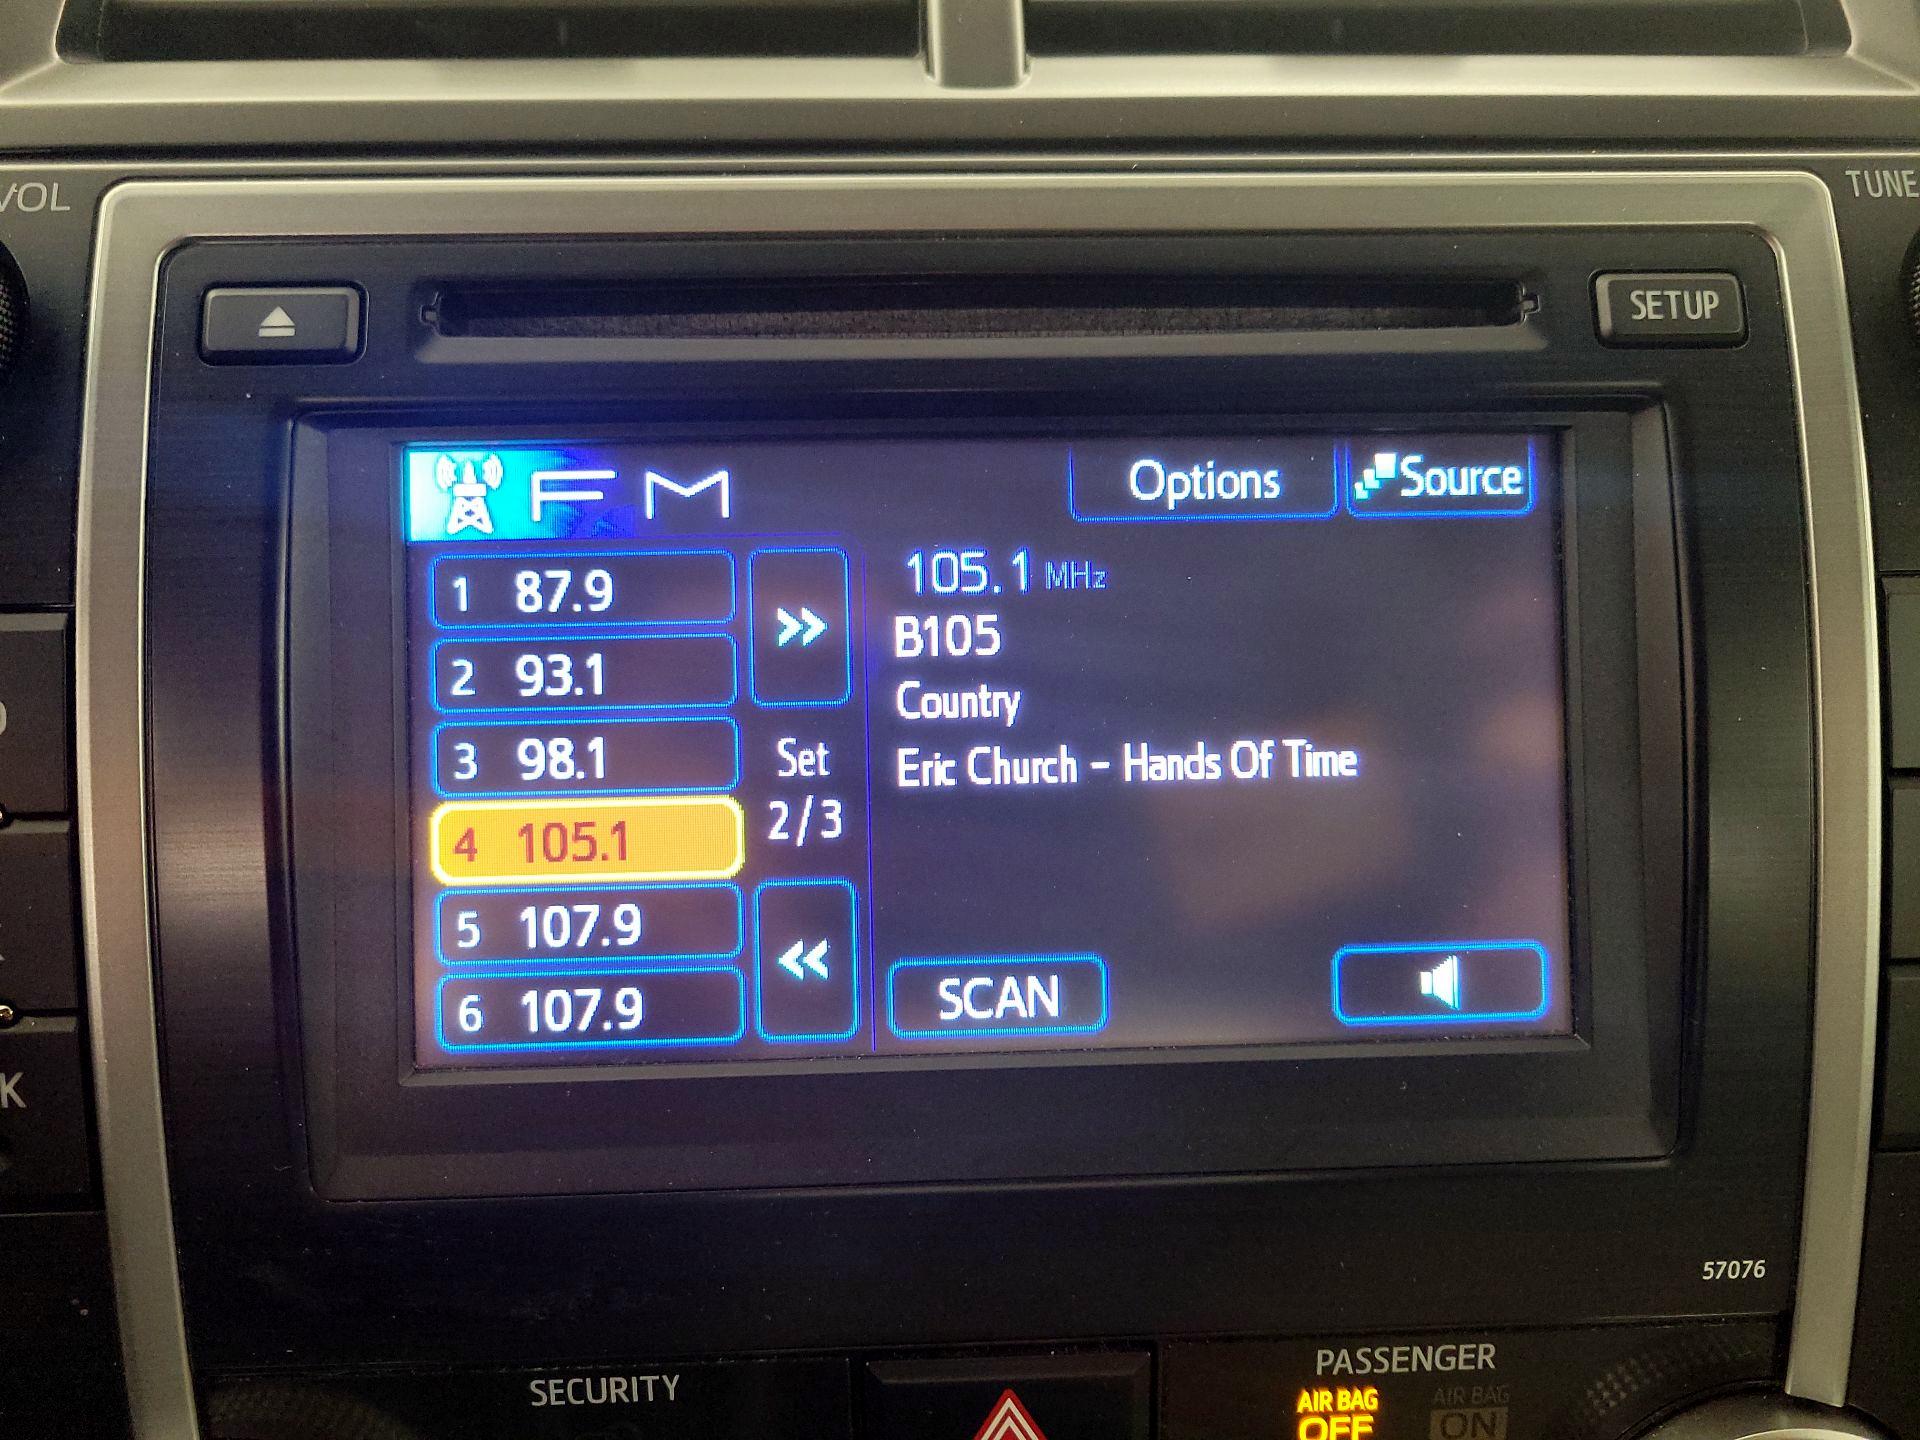 VOL
TUNE
SETUP
FM
Options
Source
1 87.9
2 93.1
3 98.1
4 105.1
5 107.9
6 107.9
Set
2/3
105.1 MHz
B105
Country
Eric Church - Hands Of Time
SCAN
K
57076
SECURITY
PASSENGER
AIR BAG
OFF
AIR BAG
ON